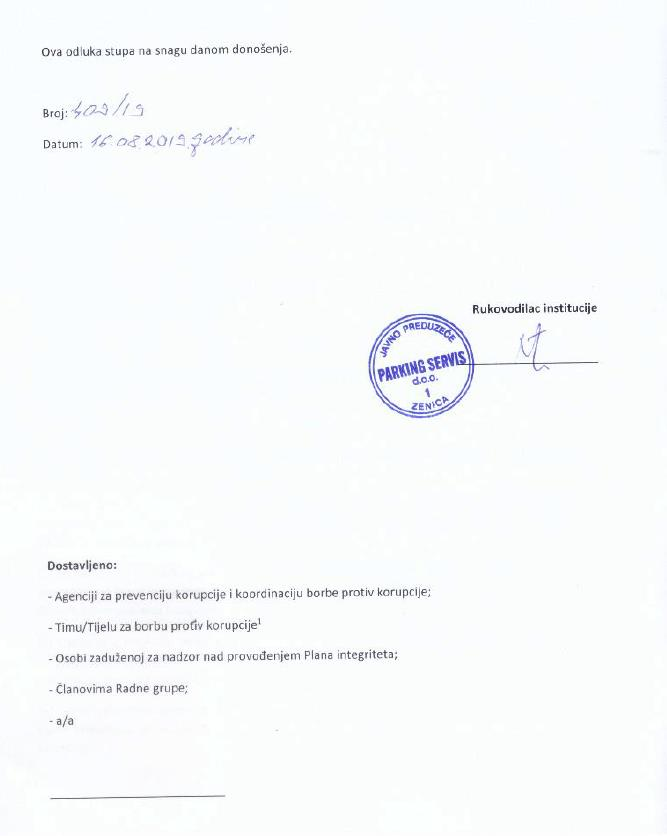 Ova odluka stupa na snagu danom donošenja.
Broj: 409/19
Datum: 16.08.2019.godine
Rukovodilac institucije
JAVNO PREDUZEĆE
PARKING SERVIS
d.o.o.
1
ZENICA
Dostavljeno:
- Agenciji za prevenciju korupcije i koordinaciju borbe protiv korupcije;
- Timu/Tijelu za borbu protiv korupcije¹
- Osobi zaduženoj za nadzor nad provođenjem Plana integriteta;
- Članovima Radne grupe;
- a/a